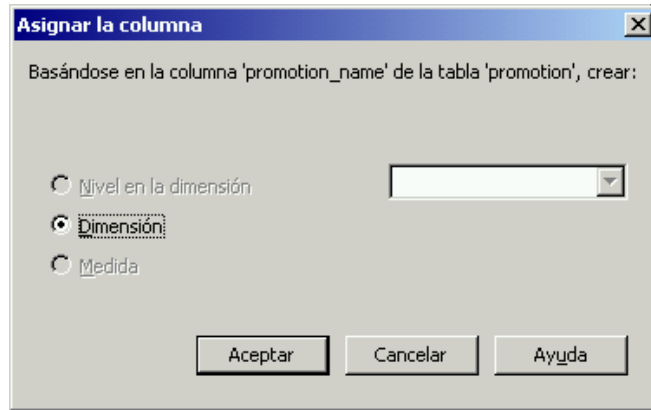 Asignar la columna
Basándose en la columna 'promotion_name' de la tabla 'promotion', crear:
Nivel en la dimensión
Dimensión
Medida
Aceptar Cancelar Ayuda